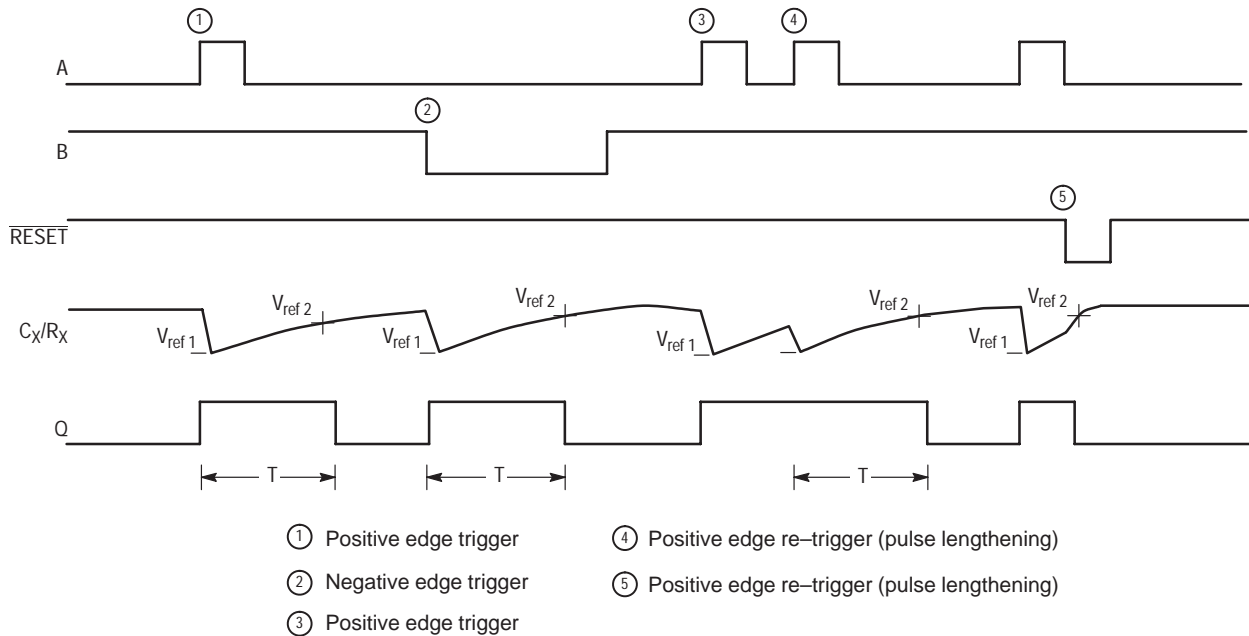 1 3 4
A
2
B
5
RESET
Vref 2 Vref 2 Vref 2 Vref 2
CX/RX
Vref 1 Vref 1 Vref 1 Vref 1
Q
T T T
1 Positive edge trigger
2 Negative edge trigger
3 Positive edge trigger
4 Positive edge re–trigger (pulse lengthening)
5 Positive edge re–trigger (pulse lengthening)